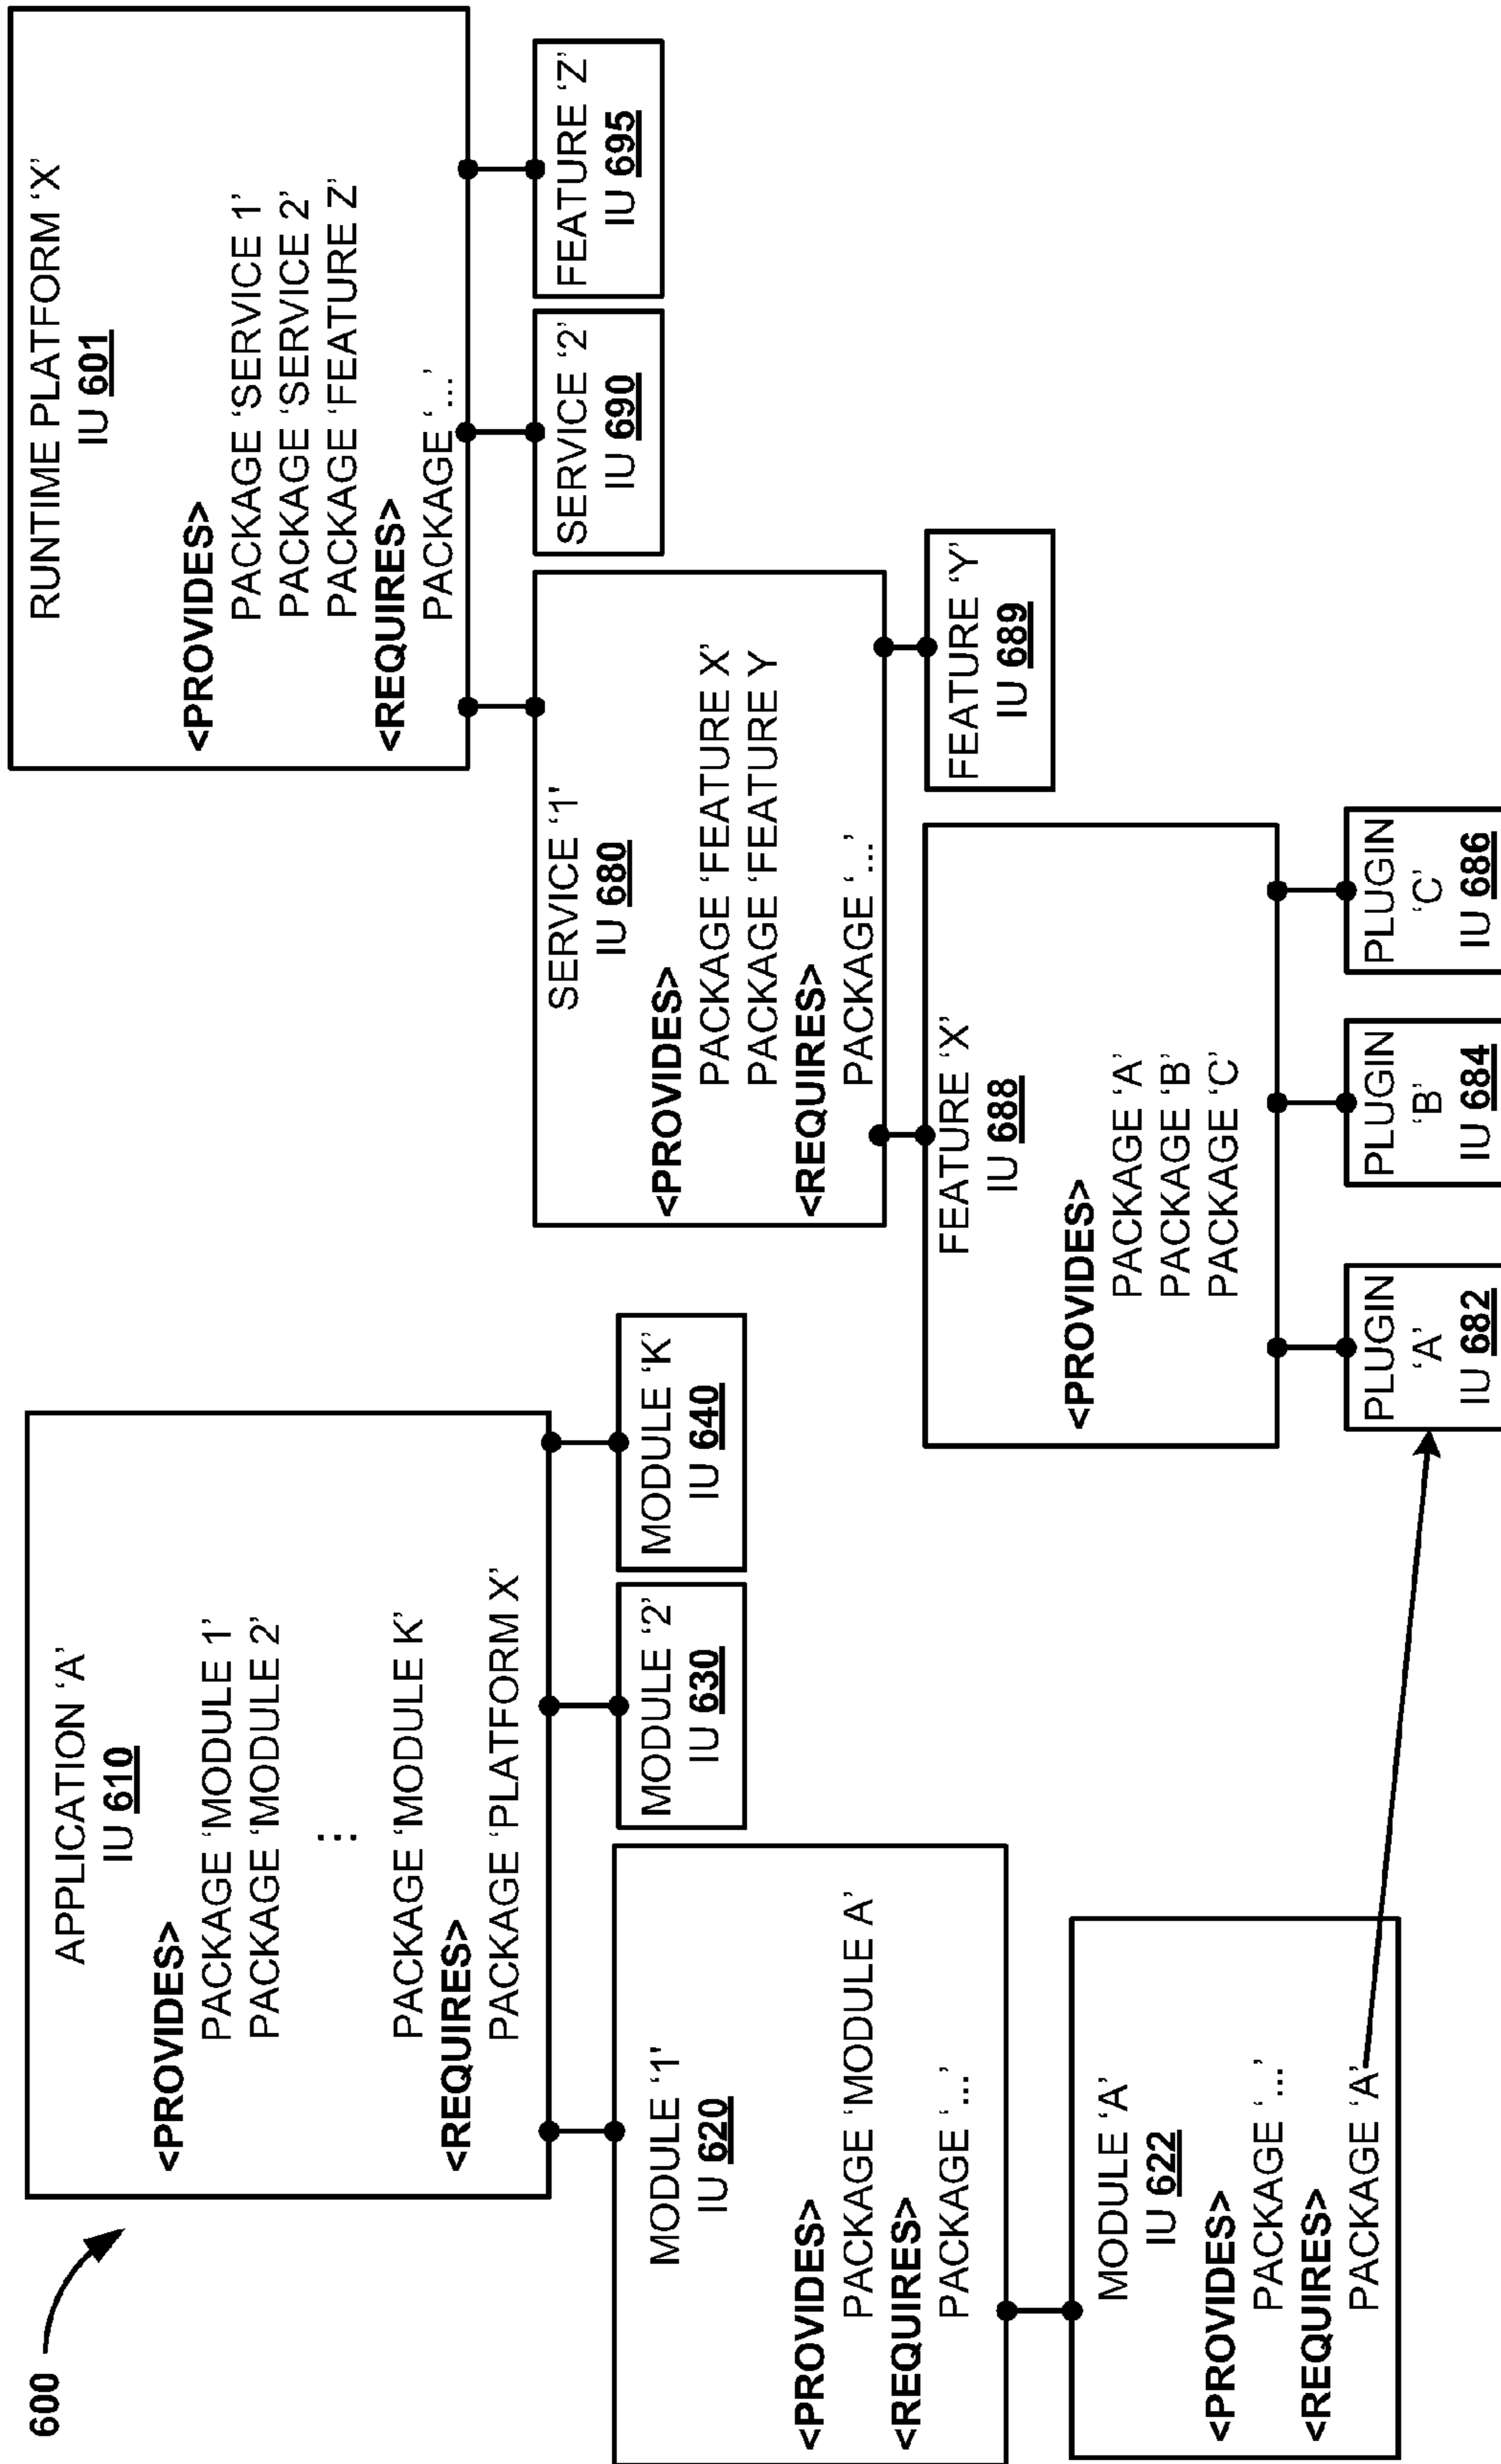 600
APPLICATION ‘A’
IU 610
<PROVIDES>
PACKAGE ‘MODULE 1’
PACKAGE ‘MODULE 2’
...
PACKAGE ‘MODULE K’
<REQUIRES>
PACKAGE ‘PLATFORM X’
MODULE ‘1'
IU 620
<PROVIDES>
PACKAGE ‘MODULE A’
<REQUIRES>
PACKAGE ‘...’
MODULE ‘2’
IU 630
MODULE ‘K’
IU 640
MODULE ‘A’
IU 622
<PROVIDES>
PACKAGE ‘...’
<REQUIRES>
PACKAGE ‘A’
RUNTIME PLATFORM ‘X’
IU 601
<PROVIDES>
PACKAGE ‘SERVICE 1’
PACKAGE ‘SERVICE 2’
PACKAGE ‘FEATURE Z’
<REQUIRES>
PACKAGE ‘...’
SERVICE ‘1'
IU 680
<PROVIDES>
PACKAGE ‘FEATURE X’
PACKAGE ‘FEATURE Y
<REQUIRES>
PACKAGE ‘...’
SERVICE ‘2’
IU 690
FEATURE ‘Z’
IU 695
FEATURE ‘X’
IU 688
<PROVIDES>
PACKAGE ‘A’
PACKAGE ‘B’
PACKAGE ‘C’
FEATURE ‘Y’
IU 689
PLUGIN
‘A’
IU 682
PLUGIN
‘B’
IU 684
PLUGIN
‘C’
IU 686